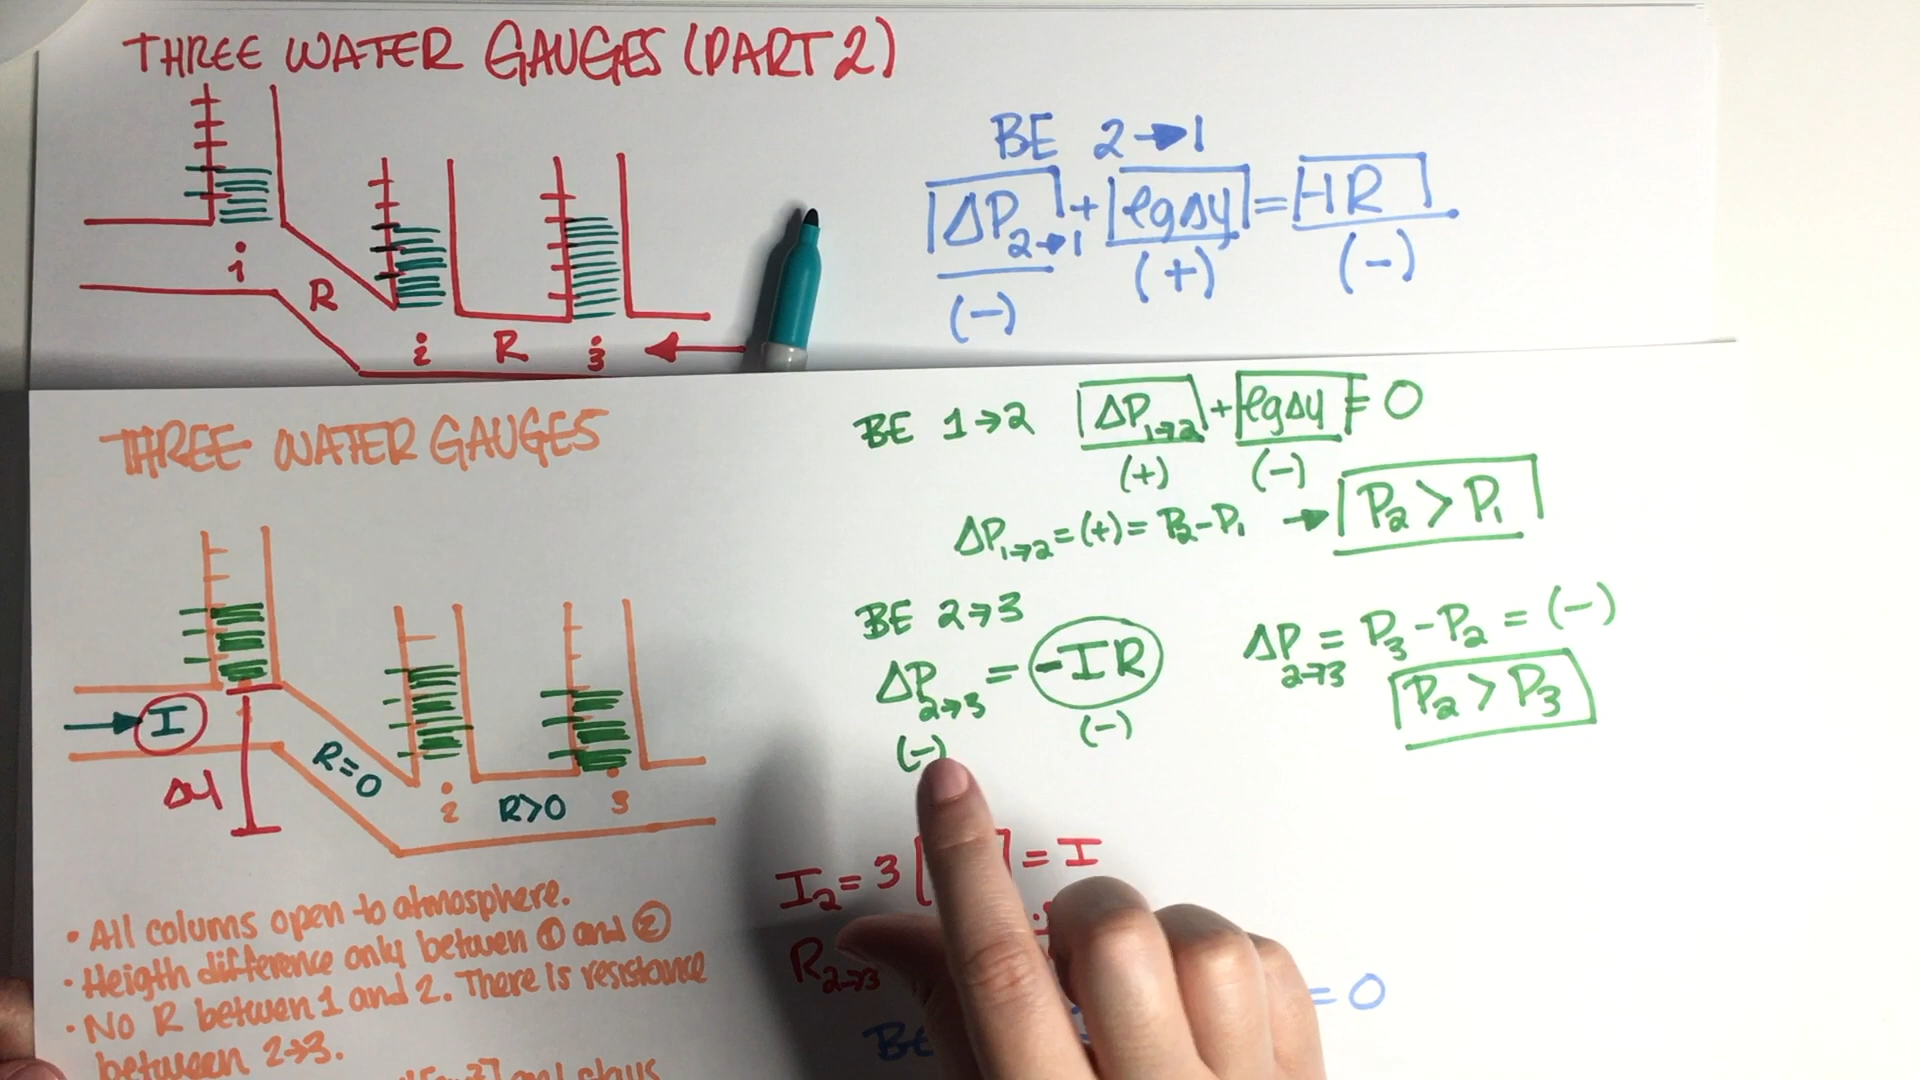 THREE WATER GAUGES (PART 2)
1
R
2
R
3
BE 2→1
ΔP2→1 + ρgΔy = -IR
(-) (+) (-)
THREE WATER GAUGES
I
Δy
R=0
2
R>0
3
• All colums open to atmosphere.
• Heigth difference only betwen ① and ②
• No R betwen 1 and 2. There is resistance
between 2→3.
BE 1→2 ΔP1→2 + ρgΔy = 0
(+) (-)
ΔP1→2 = (+) = P2-P1 → P2 > P1
BE 2→3
ΔP2→3 = -IR
(-) (-)
ΔP2→3 = P3 - P2 = (-)
P2 > P3
I2 = 3 [ ] = I
R2→3
BE = 0